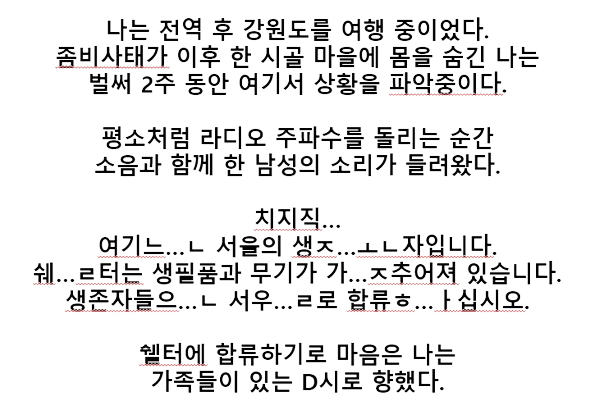 나는 전역 후 강원도를 여행 중이었다.
좀비사태가 이후 한 시골 마을에 몸을 숨긴 나는
벌써 2주 동안 여기서 상황을 파악중이다.
평소처럼 라디오 주파수를 돌리는 순간
소음과 함께 한 남성의 소리가 들려왔다.
치지직...
여기느...ㄴ 서울의 생ㅈ...ㅗㄴ자입니다.
쉐...ㄹ터는 생필품과 무기가 가...ㅈ추어져 있습니다.
생존자들으...ㄴ 서우...ㄹ로 합류ㅎ...ㅏ십시오.
쉘터에 합류하기로 마음은 나는
가족들이 있는 D시로 향했다.